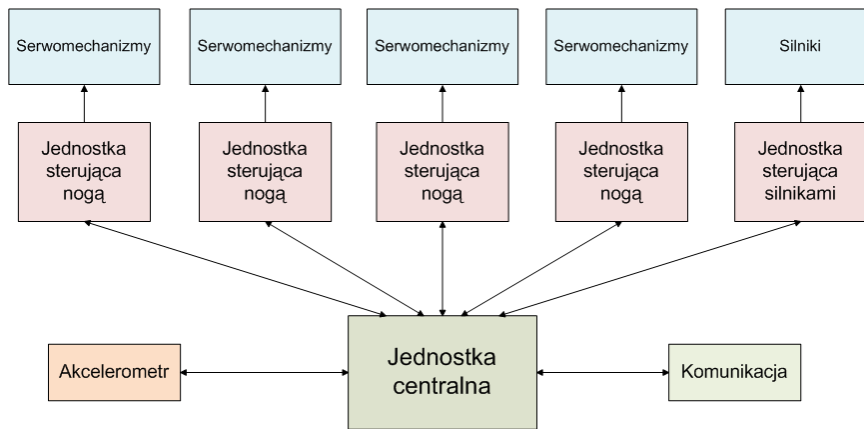 Serwomechanizmy
Serwomechanizmy
Serwomechanizmy
Serwomechanizmy
Silniki
Jednostka
sterująca
nogą
Jednostka
sterująca
nogą
Jednostka
sterująca
nogą
Jednostka
sterująca
nogą
Jednostka
sterująca
silnikami
Akcelerometr
Jednostka
centralna
Komunikacja